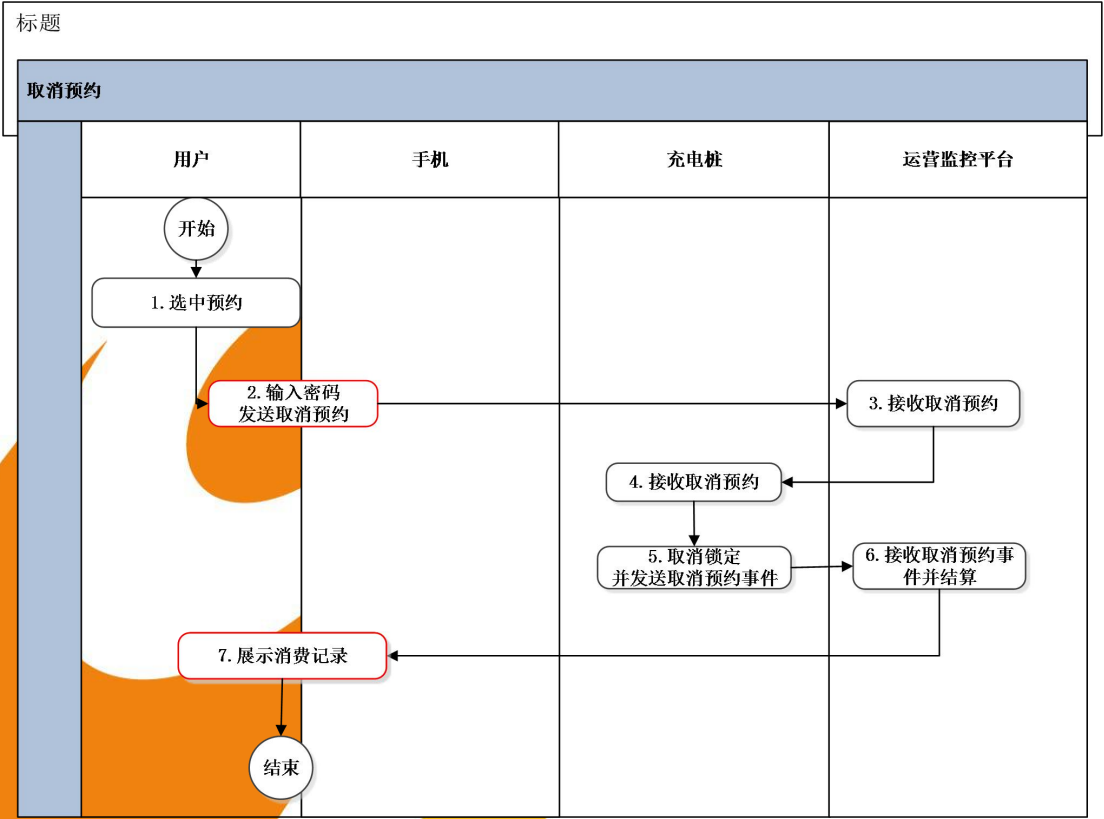 标题
取消预约
用户
手机
充电桩
运营监控平台
开始
1.选中预约
2.输入密码
发送取消预约
3.接收取消预约
4.接收取消预约
5.取消锁定
并发送取消预约事件
6.接收取消预约事
件并结算
7.展示消费记录
结束